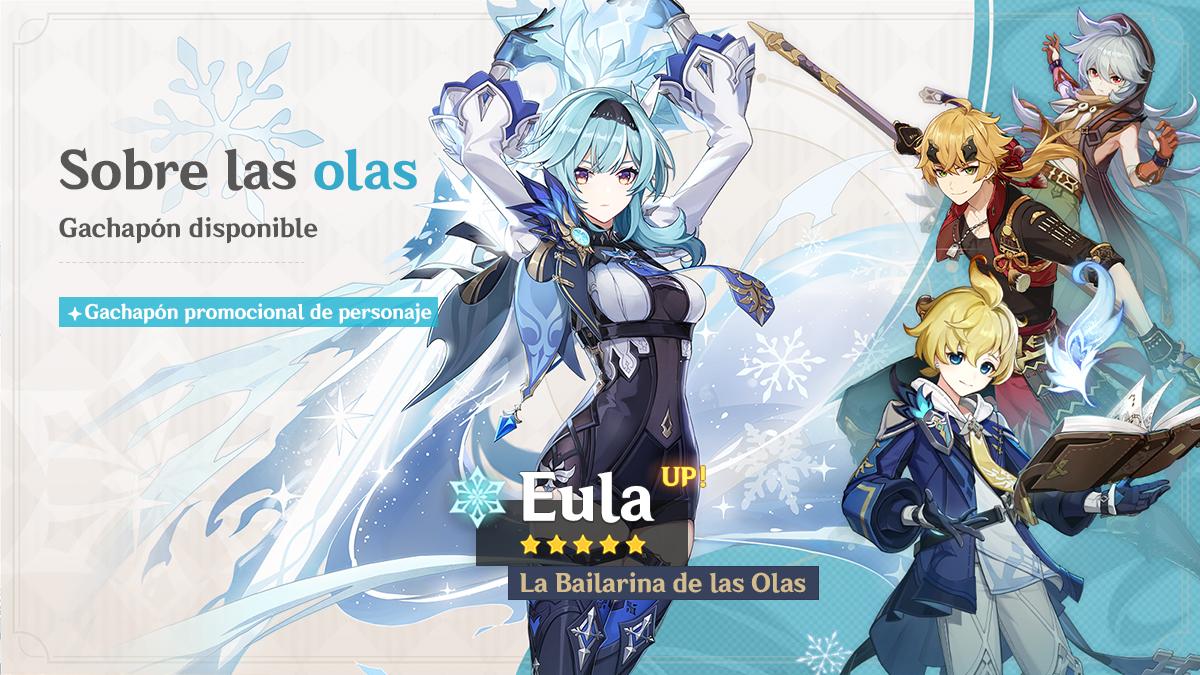 Sobre las olas
Gachapón disponible
Gachapón promocional de personaje
Eula UP!
La Bailarina de las Olas